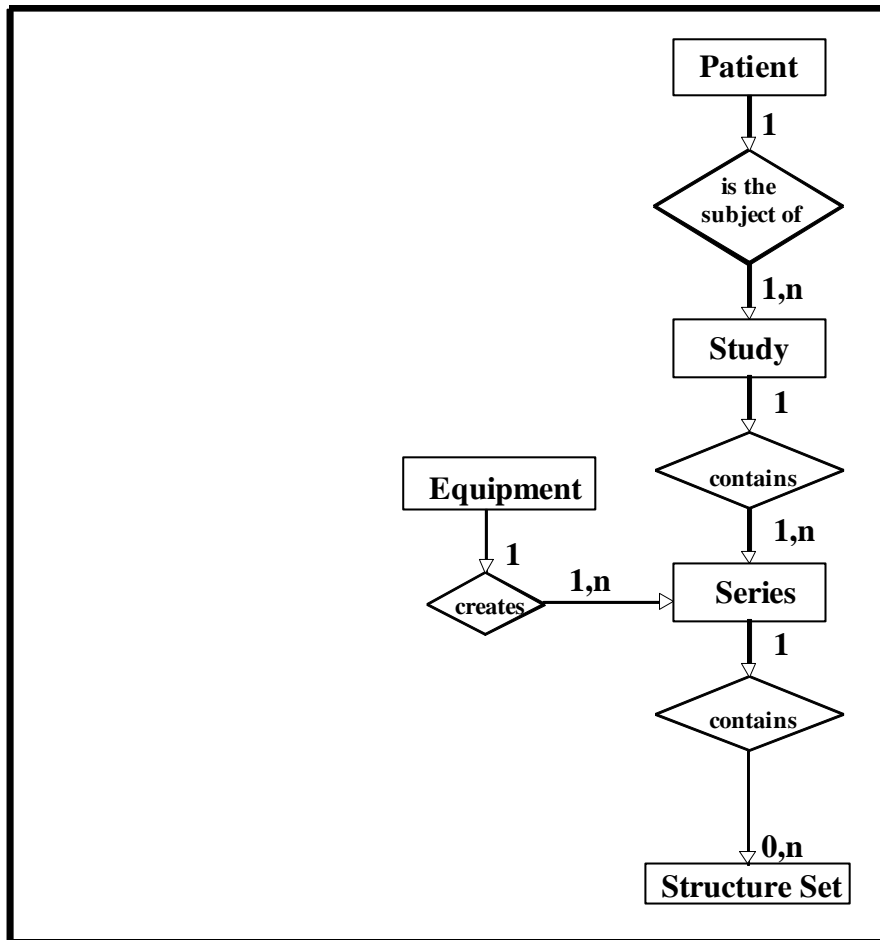 Patient
1
is the
subject of
1,n
Study
1
contains
Equipment
1,n
1
1,n
Series
creates
1
contains
0,n
Structure Set